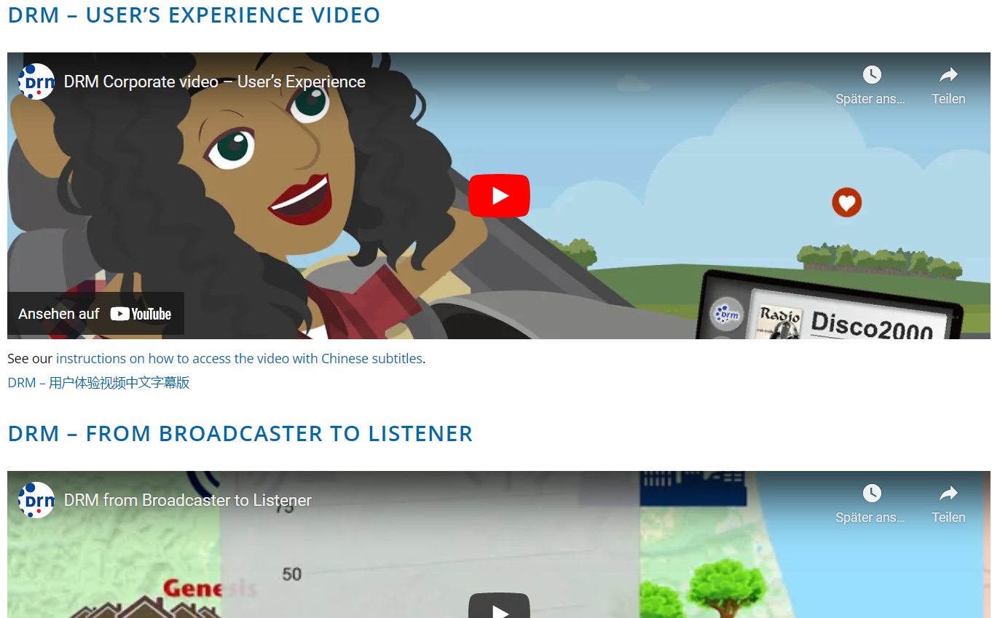 DRM – USER’S EXPERIENCE VIDEO
DRM
DRM Corporate video – User’s Experience
Später ans...
Teilen
DRM
Radio
Disco2000
Ansehen auf YouTube
See our instructions on how to access the video with Chinese subtitles.
DRM – 用户体验视频中文字幕版
DRM – FROM BROADCASTER TO LISTENER
DRM
DRM from Broadcaster to Listener
Später ans...
Teilen
75
50
Genesis